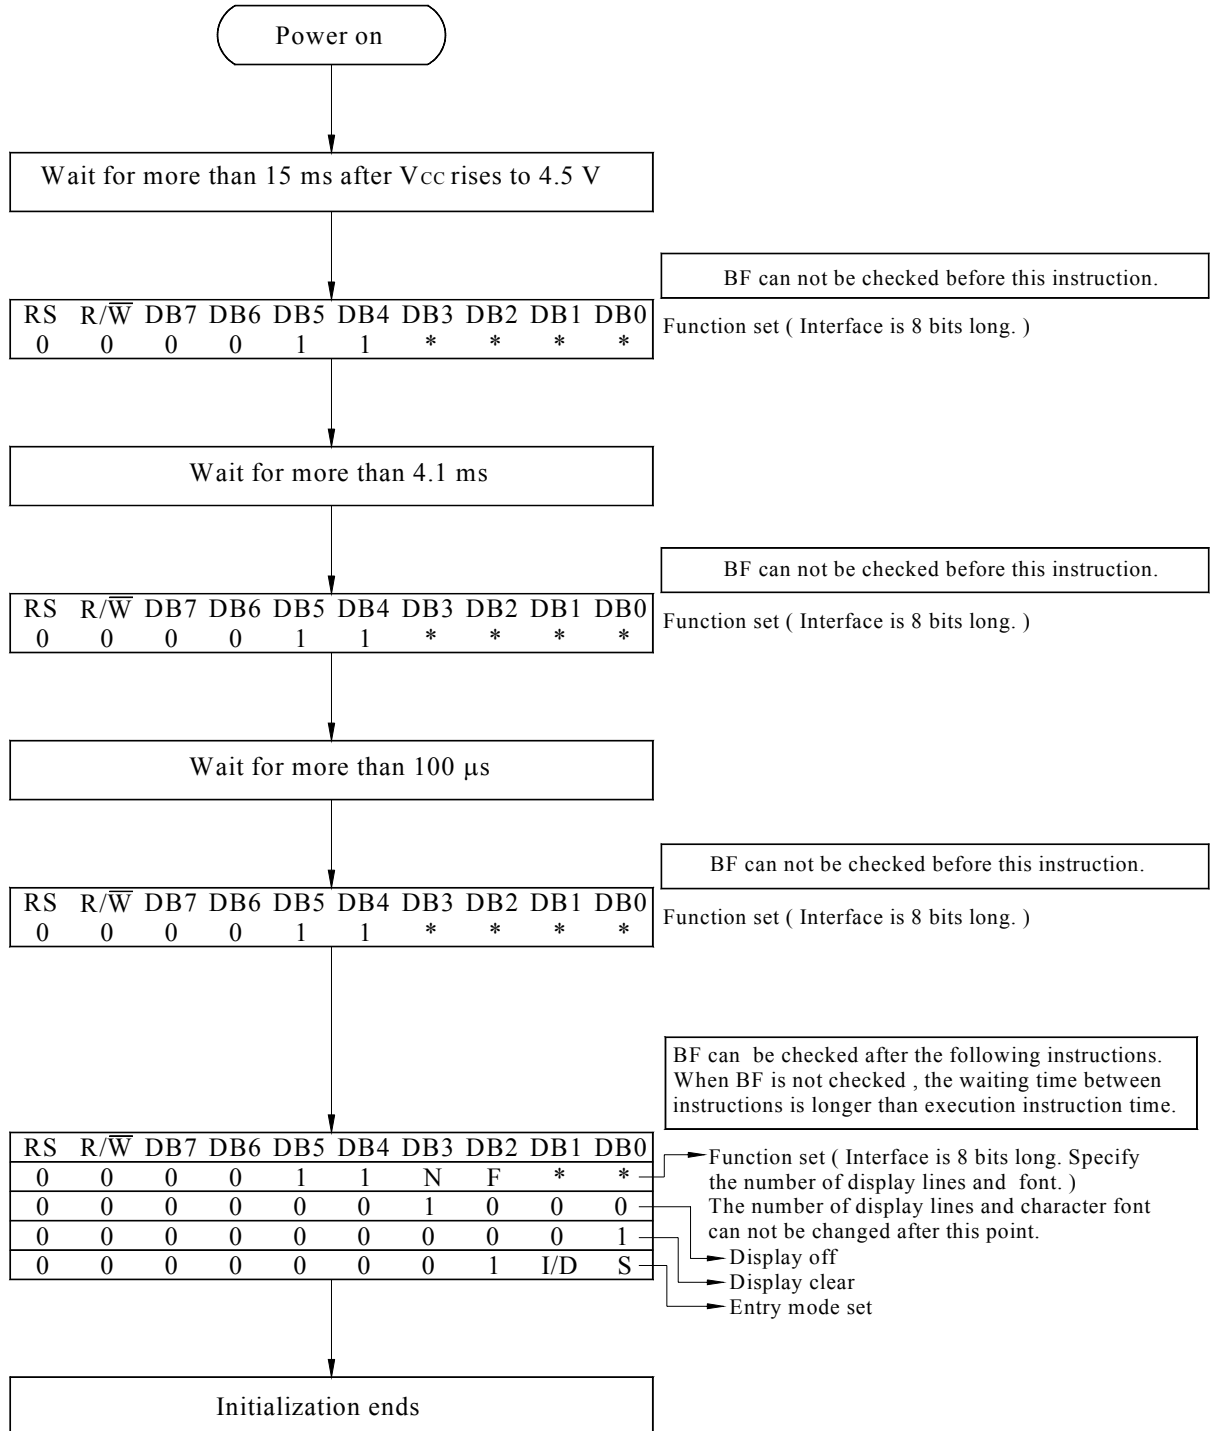 Power on
Wait for more than 15 ms after Vcc rises to 4.5 V
BF can not be checked before this instruction.
RS R/W̅ DB7 DB6 DB5 DB4 DB3 DB2 DB1 DB0
0 0 0 0 1 1 * * * *
Function set ( Interface is 8 bits long. )
Wait for more than 4.1 ms
BF can not be checked before this instruction.
RS R/W̅ DB7 DB6 DB5 DB4 DB3 DB2 DB1 DB0
0 0 0 0 1 1 * * * *
Function set ( Interface is 8 bits long. )
Wait for more than 100 µs
BF can not be checked before this instruction.
RS R/W̅ DB7 DB6 DB5 DB4 DB3 DB2 DB1 DB0
0 0 0 0 1 1 * * * *
Function set ( Interface is 8 bits long. )
BF can be checked after the following instructions.
When BF is not checked , the waiting time between
instructions is longer than execution instruction time.
RS R/W̅ DB7 DB6 DB5 DB4 DB3 DB2 DB1 DB0
0 0 0 0 1 1 N F * *
0 0 0 0 0 0 1 0 0 0
0 0 0 0 0 0 0 0 0 1
0 0 0 0 0 0 0 1 I/D S
Function set ( Interface is 8 bits long. Specify
the number of display lines and font. )
The number of display lines and character font
can not be changed after this point.
Display off
Display clear
Entry mode set
Initialization ends